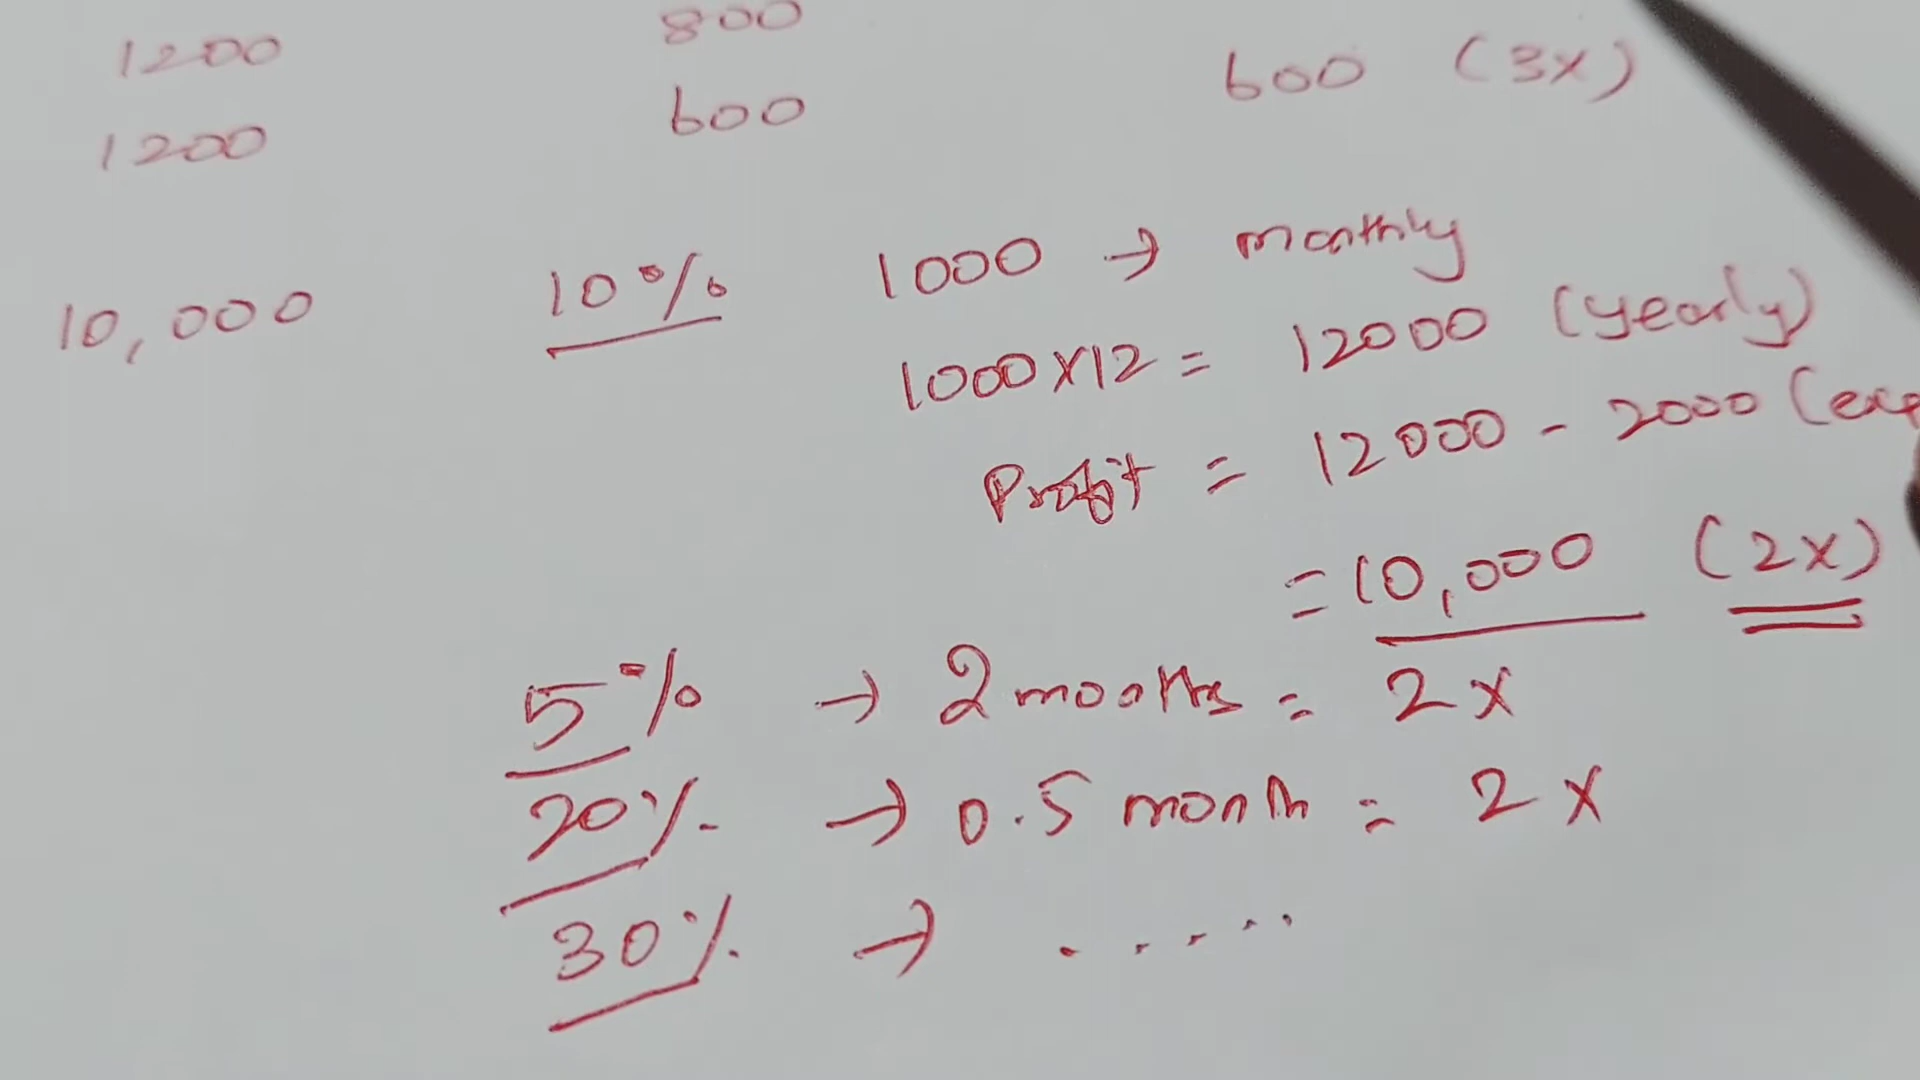 1200 800
1200 600 600 (3x)
10,000 10% 1000 → monthly
1000x12 = 12000 (yearly)
Profit = 12000 - 2000 (exp
= 10,000 (2x)
5% → 2 months = 2x
20% → 0.5 month = 2x
30% → .....